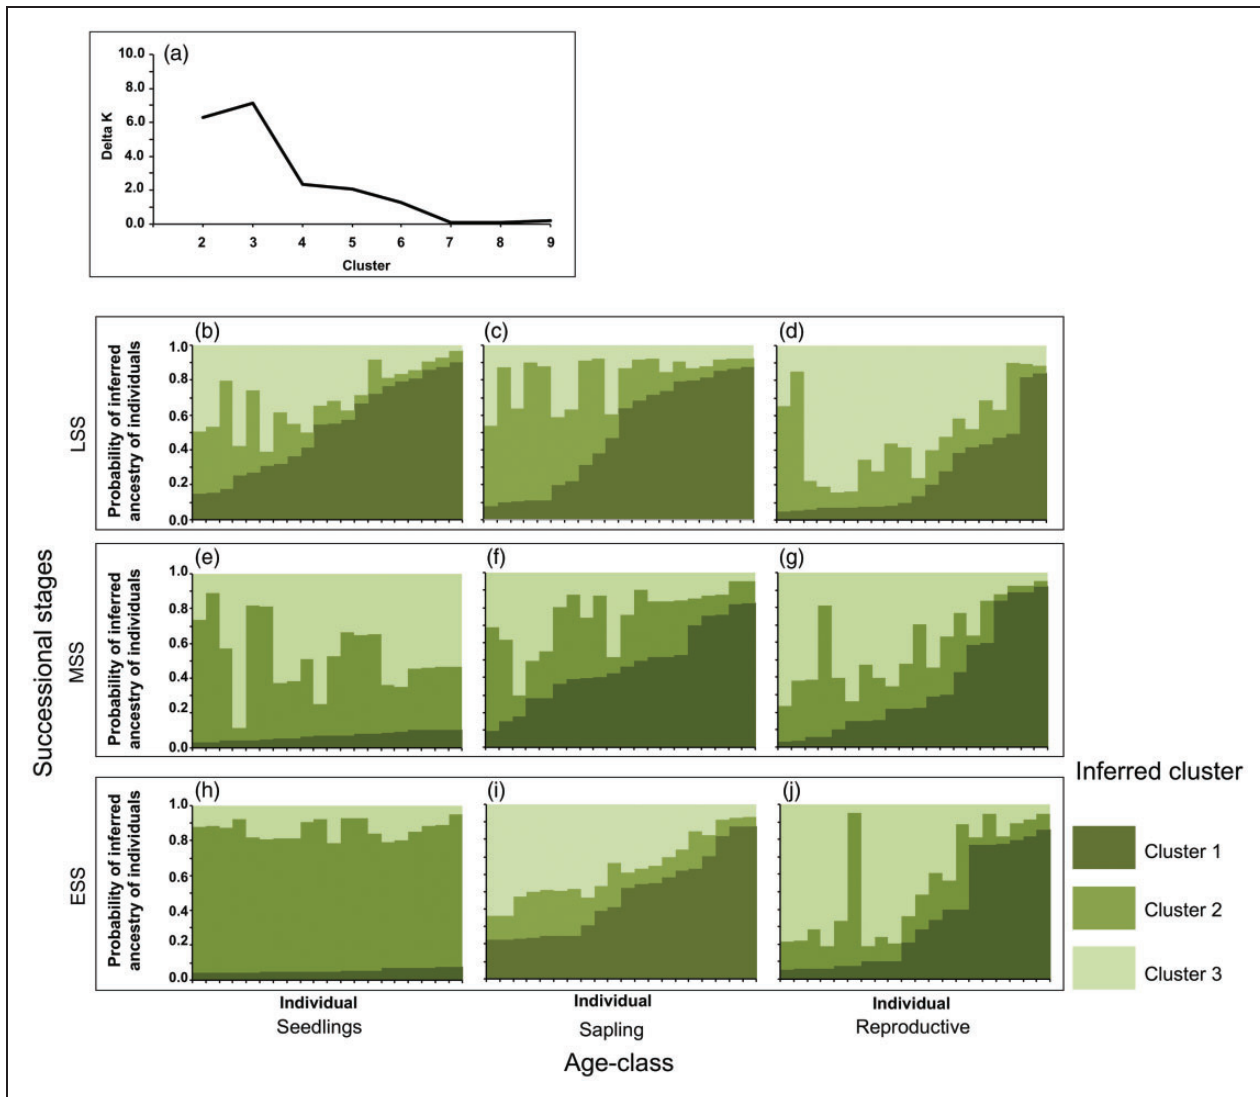 (a)
10.0
8.0
6.0
4.0
2.0
0.0
Delta K
2 3 4 5 6 7 8 9
Cluster
Successional stages
LSS
Probability of inferred
ancestry of individuals
1.0
0.8
0.6
0.4
0.2
0.0
(b)
(c)
(d)
MSS
Probability of inferred
ancestry of individuals
1.0
0.8
0.6
0.4
0.2
0.0
(e)
(f)
(g)
ESS
Probability of inferred
ancestry of individuals
1.0
0.8
0.6
0.4
0.2
0.0
(h)
(i)
(j)
Individual
Seedlings
Individual
Sapling
Individual
Reproductive
Age-class
Inferred cluster
Cluster 1
Cluster 2
Cluster 3